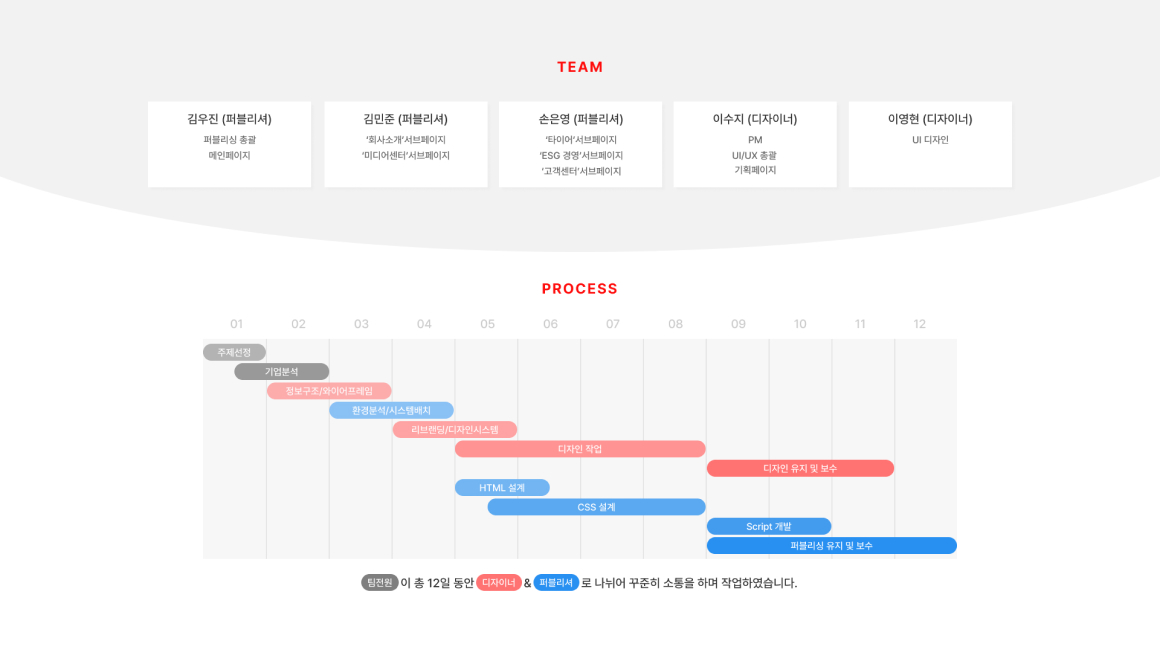 TEAM
김우진 (퍼블리셔)
퍼블리싱 총괄
메인페이지
김민준 (퍼블리셔)
'회사소개'서브페이지
'미디어센터'서브페이지
손은영 (퍼블리셔)
'타이어'서브페이지
'ESG 경영'서브페이지
'고객센터'서브페이지
이수지 (디자이너)
PM
UI/UX 총괄
기획페이지
이영현 (디자이너)
UI 디자인
PROCESS
01 02 03 04 05 06 07 08 09 10 11 12
주제선정
기업분석
정보구조/와이어프레임
환경분석/시스템배치
리브랜딩/디자인시스템
디자인 작업
디자인 유지 및 보수
HTML 설계
CSS 설계
Script 개발
퍼블리싱 유지 및 보수
팀전원 이 총 12일 동안 디자이너 & 퍼블리셔 로 나뉘어 꾸준히 소통을 하며 작업하였습니다.